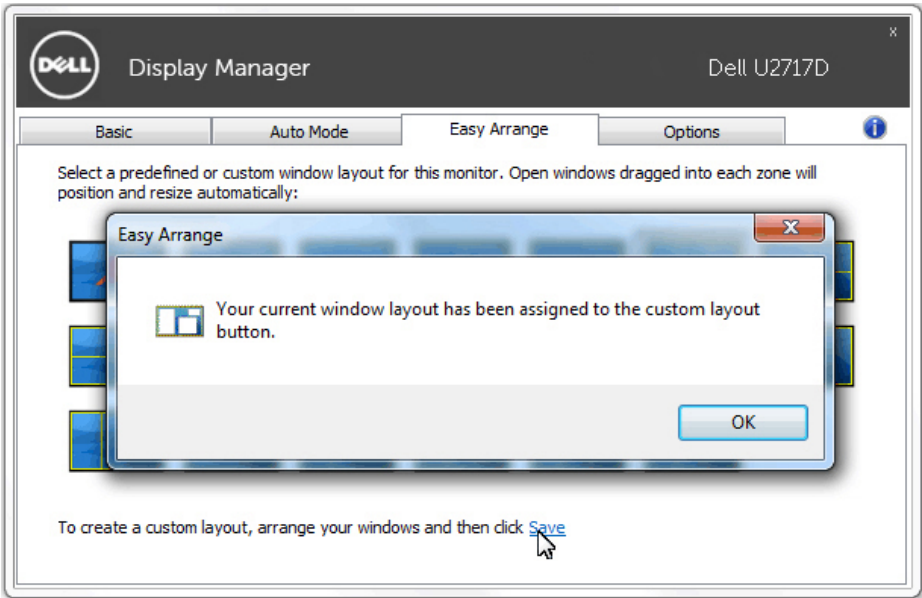 x
DELL
Display Manager
Dell U2717D
Basic
Auto Mode
Easy Arrange
Options
i
Select a predefined or custom window layout for this monitor. Open windows dragged into each zone will
position and resize automatically:
Easy Arrange
x
Your current window layout has been assigned to the custom layout
button.
OK
To create a custom layout, arrange your windows and then click Save